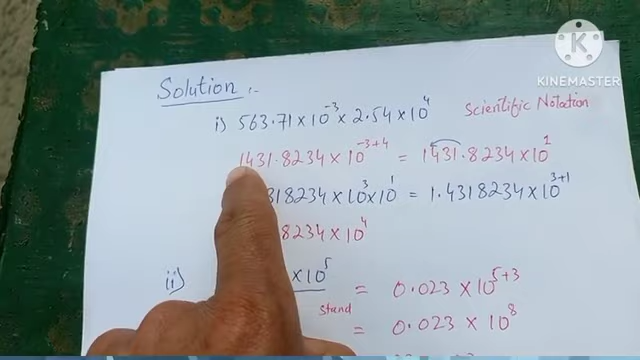 KINEMASTER
Solution :-
Scientific Notation
i) 563.71×10⁻³ × 2.54×10⁴
1431.8234 × 10⁻³⁺⁴ = 1431.8234 × 10¹
318234 × 10³ × 10¹ = 1.4318234 × 10³⁺¹
8234 × 10⁴
ii) × 10⁵ = 0.023 × 10⁵⁺³
Stand = 0.023 × 10⁸